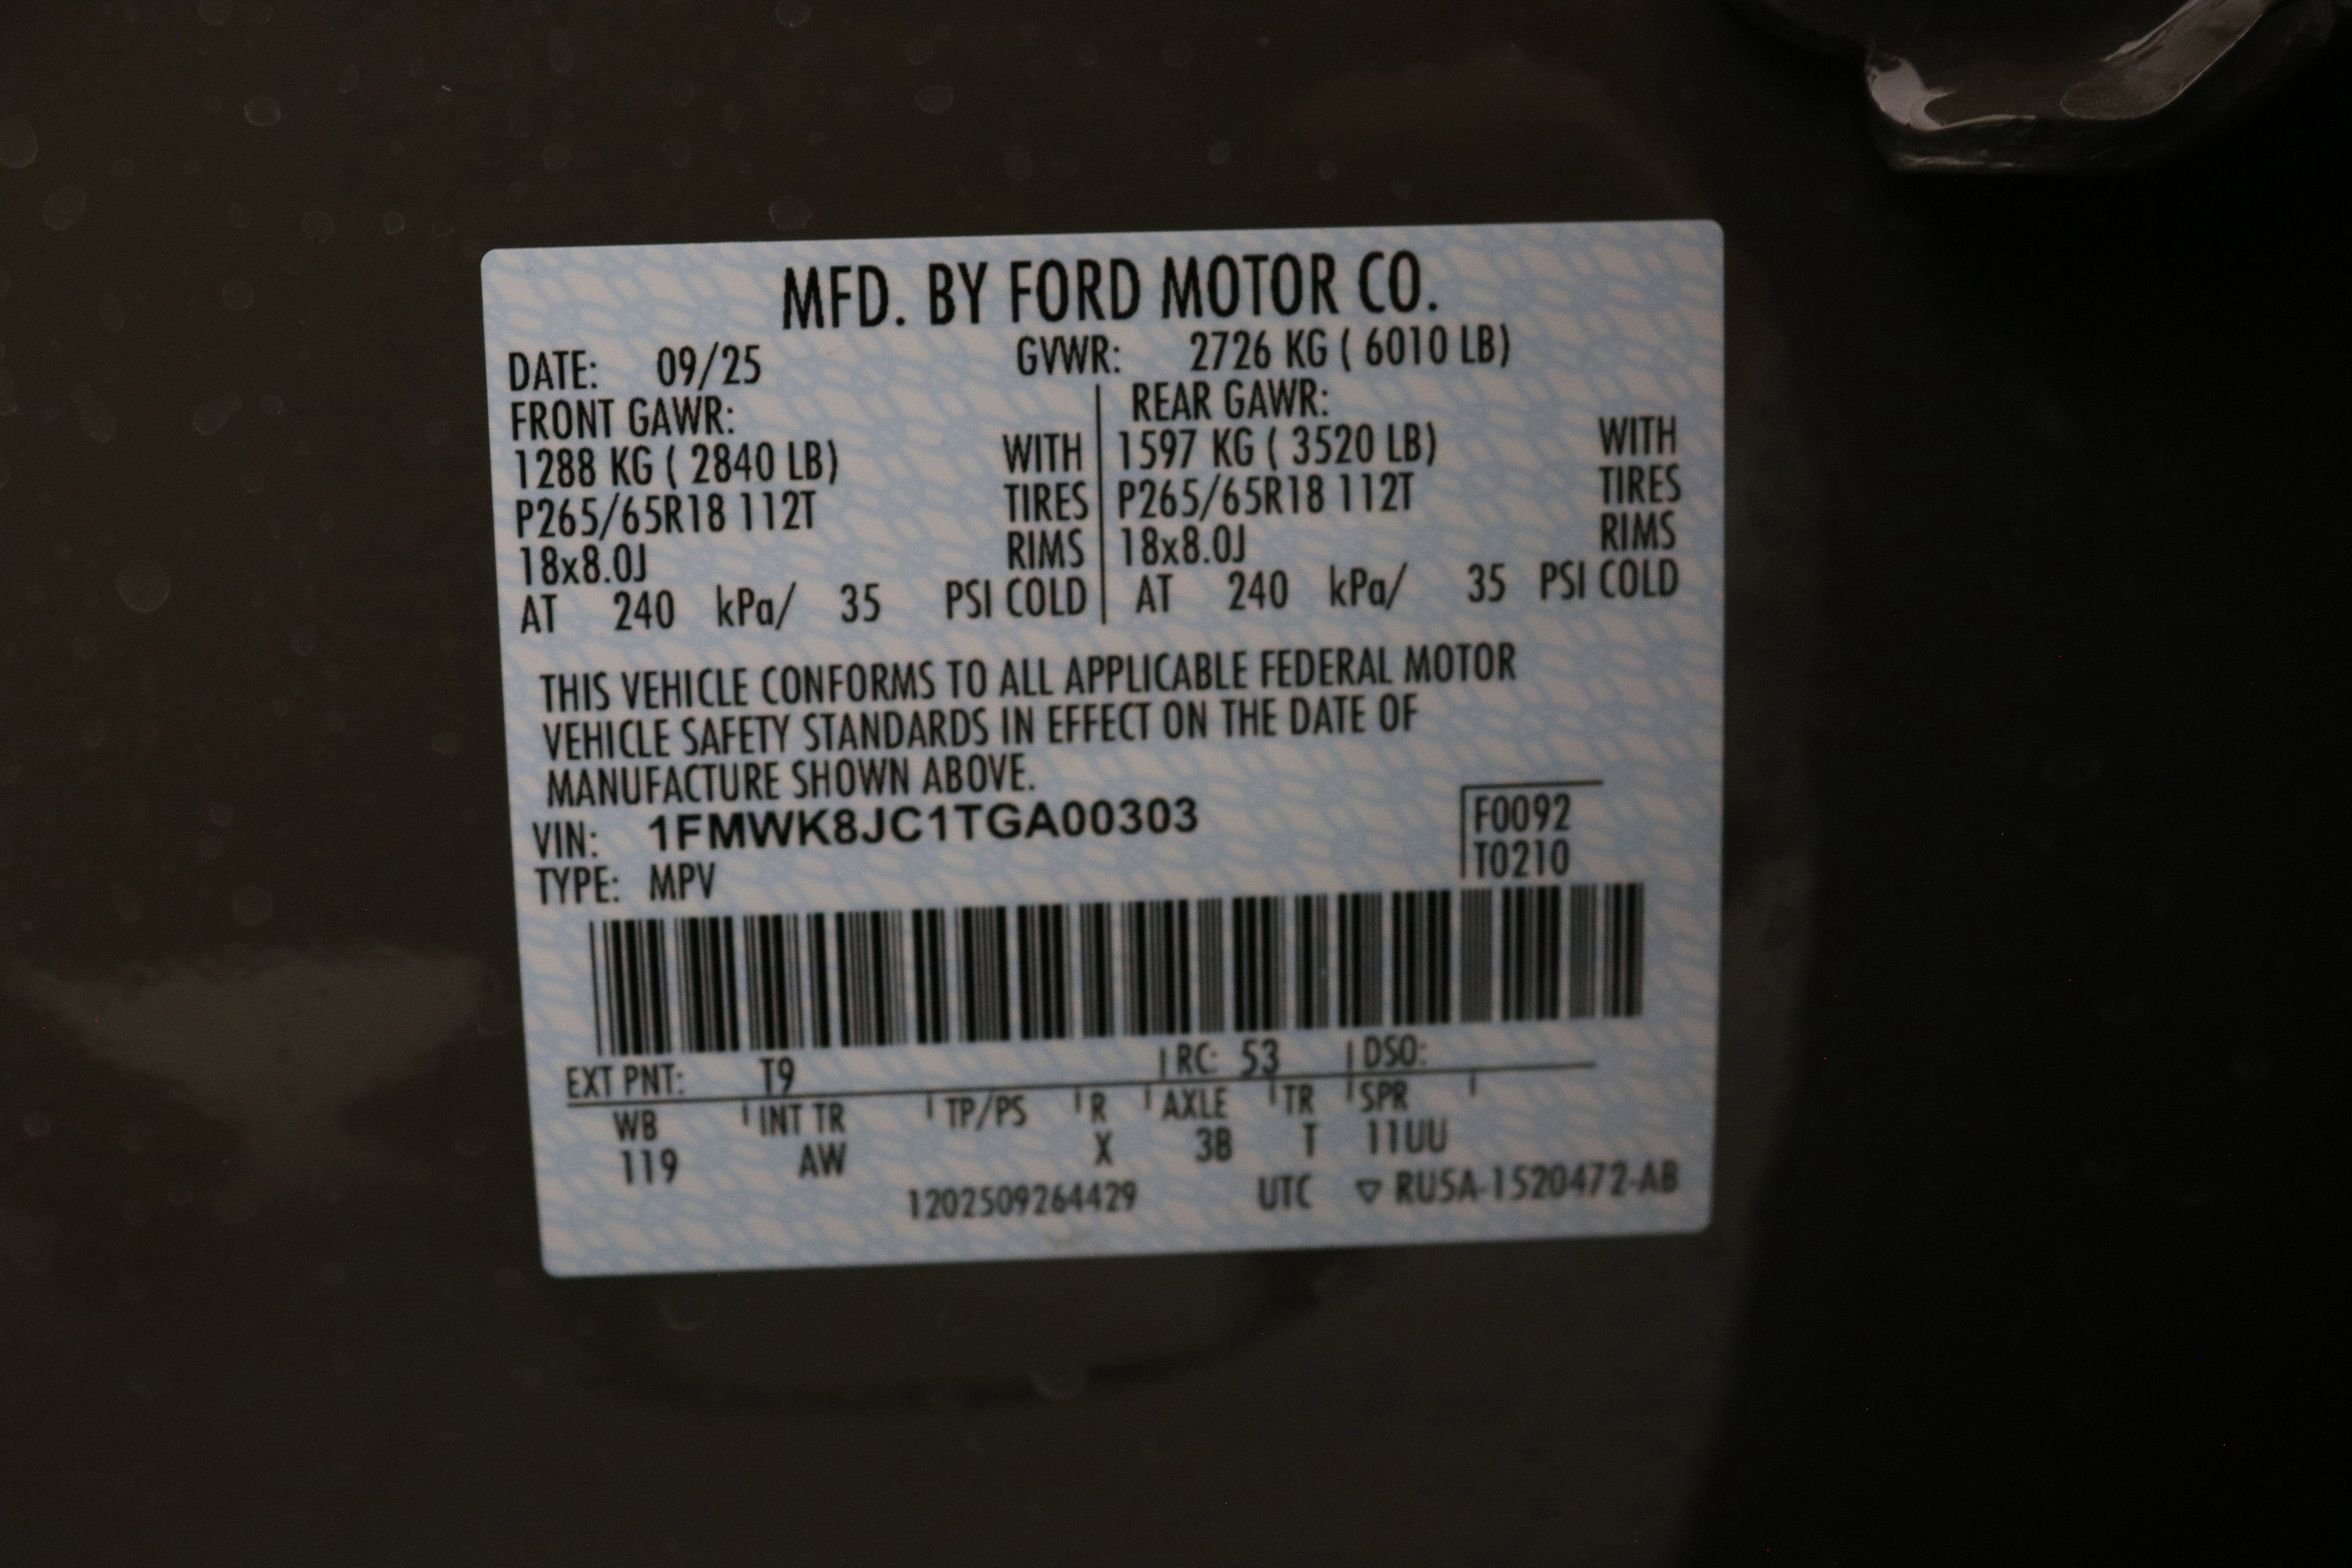 MFD. BY FORD MOTOR CO.
DATE: 09/25 GVWR: 2726 KG ( 6010 LB)
FRONT GAWR: REAR GAWR:
1288 KG ( 2840 LB) WITH 1597 KG ( 3520 LB) WITH
P265/65R18 112T TIRES P265/65R18 112T TIRES
18x8.0J RIMS 18x8.0J RIMS
AT 240 kPa/ 35 PSI COLD AT 240 kPa/ 35 PSI COLD
THIS VEHICLE CONFORMS TO ALL APPLICABLE FEDERAL MOTOR
VEHICLE SAFETY STANDARDS IN EFFECT ON THE DATE OF
MANUFACTURE SHOWN ABOVE.
VIN: 1FMWK8JC1TGA00303 F0092
TYPE: MPV T0210
EXT PNT: T9 RC: 53 DSO:
WB INT TR TP/PS R AXLE TR SPR
119 AW X 3B T 11UU
1202509264429 UTC ▽ RU5A-1520472-AB